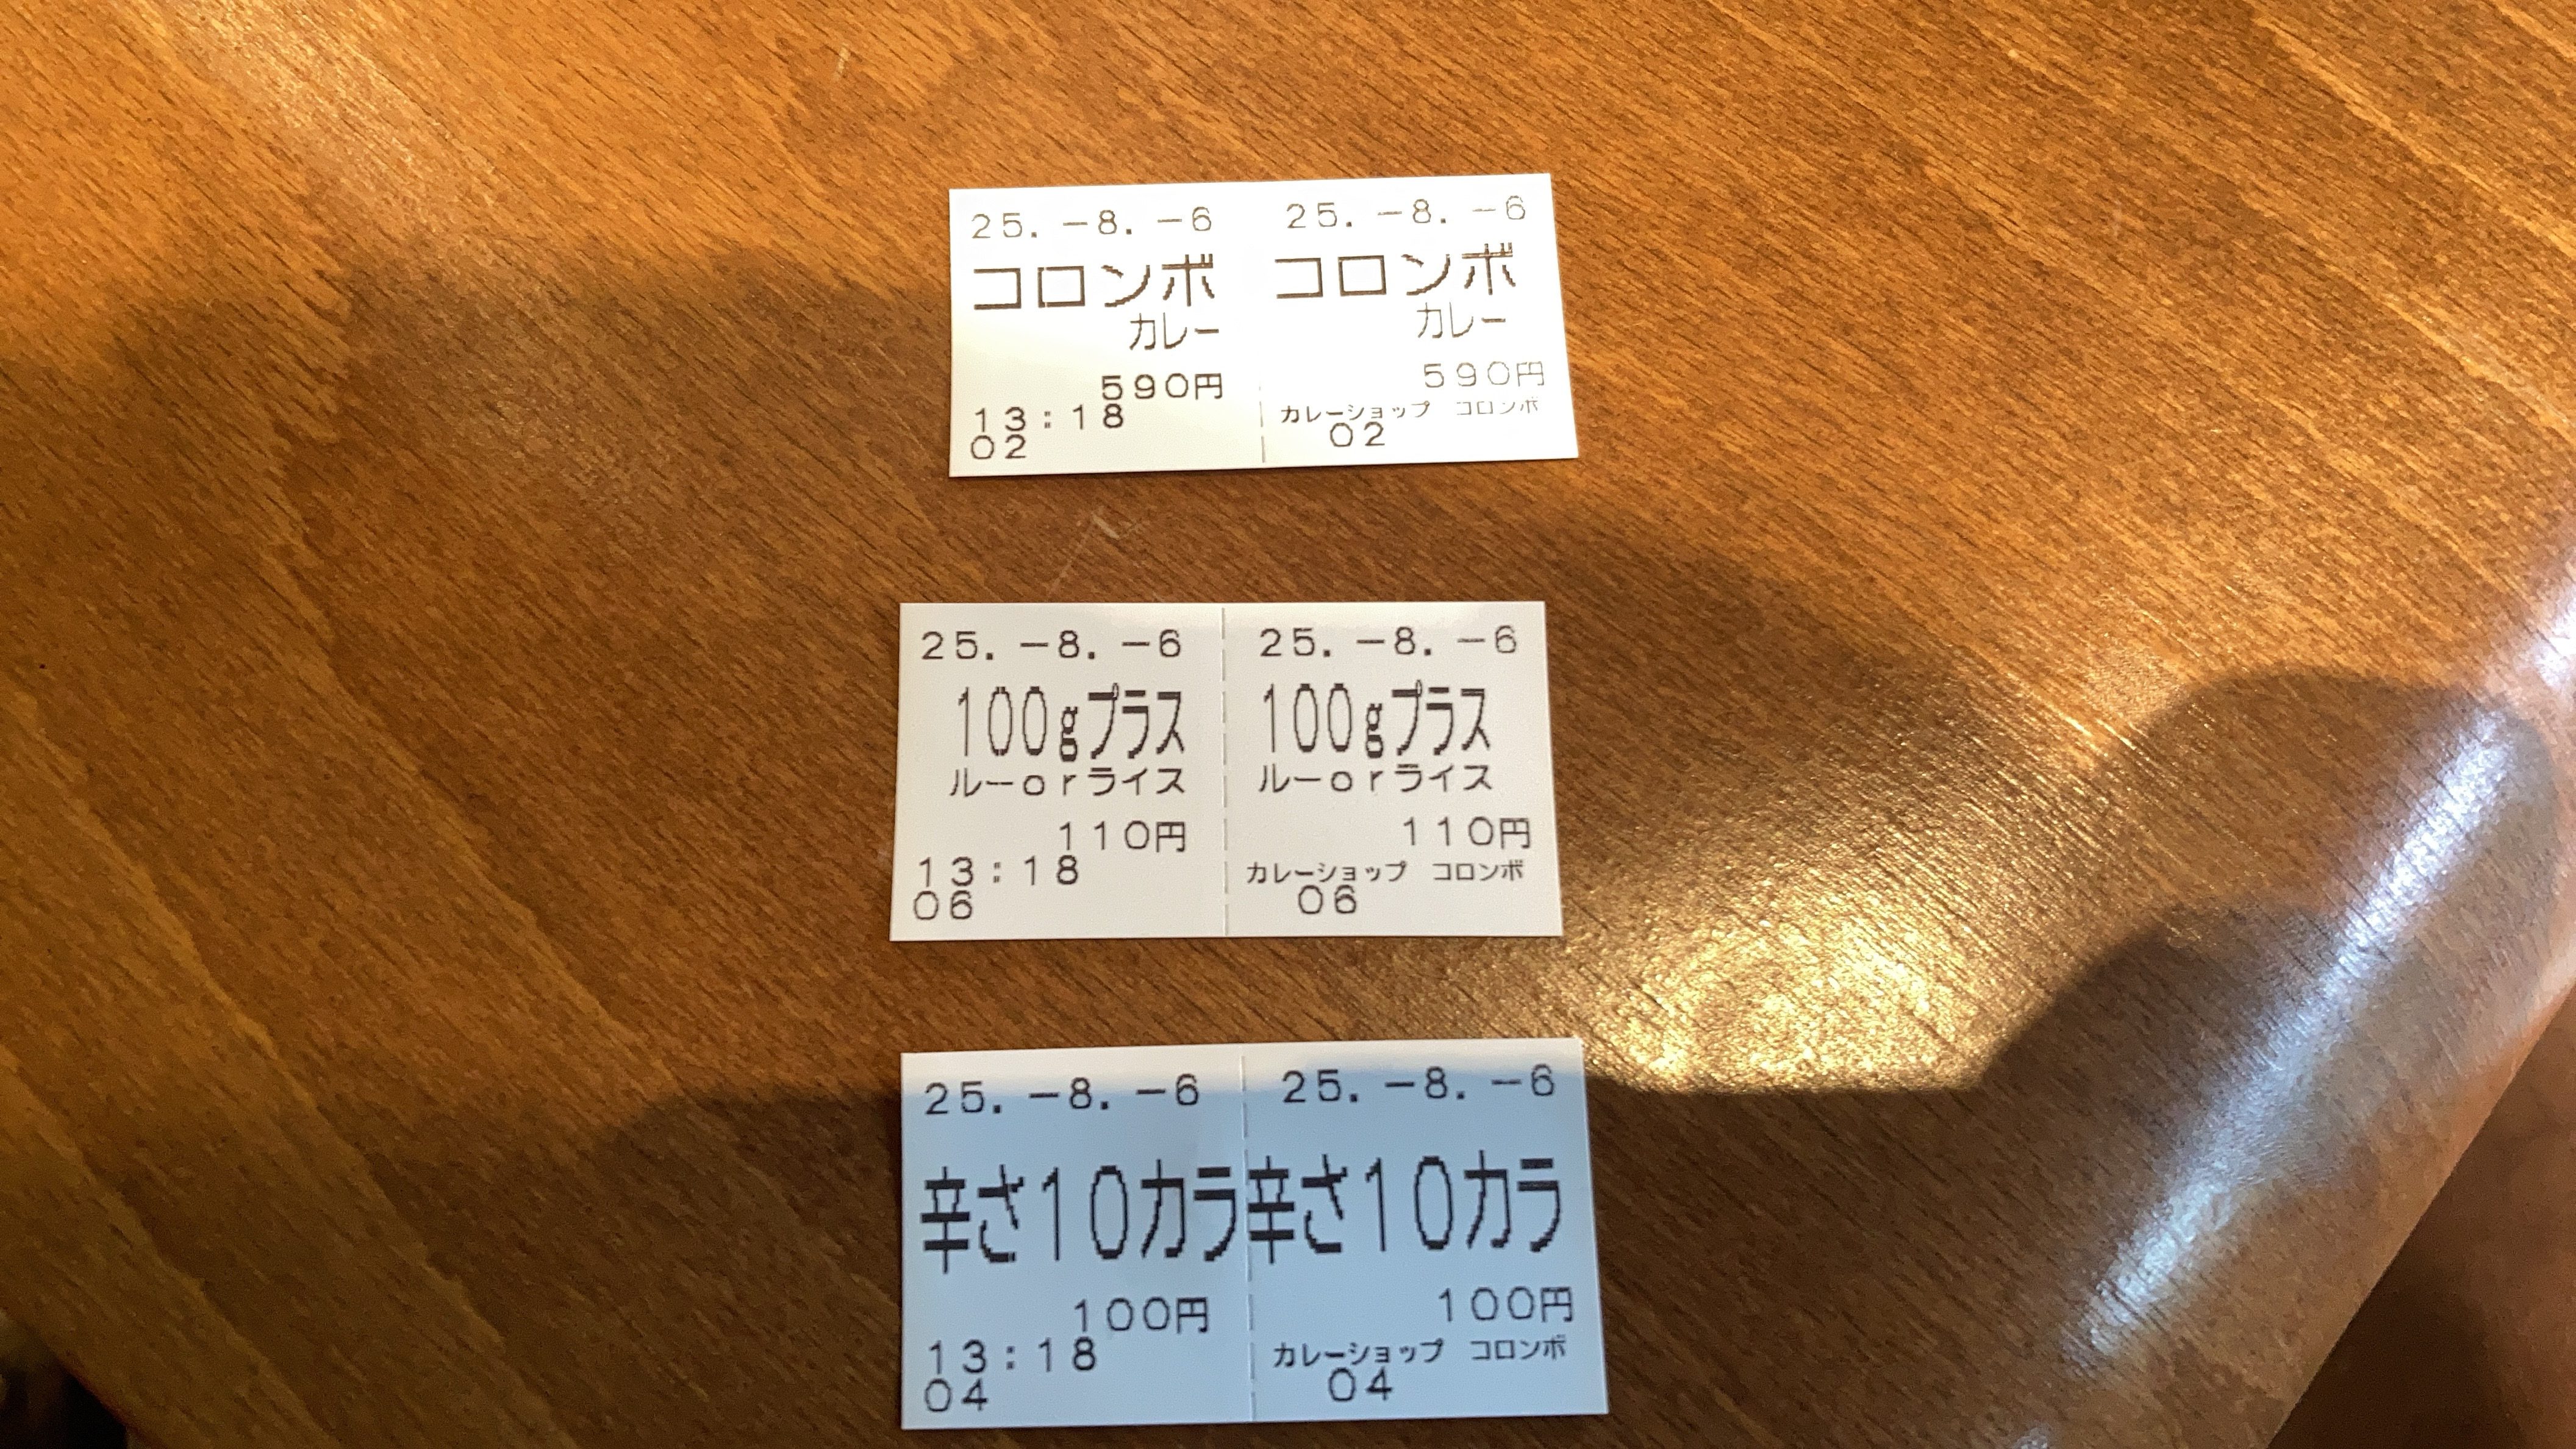 25.-8.-6 25.-8.-6
コロンボ コロンボ
カレー カレー
590円 590円
13:18 カレーショップ コロンボ
02 02
25.-8.-6 25.-8.-6
100gプラス 100gプラス
ルーorライス ルーorライス
110円 110円
13:18 カレーショップ コロンボ
06 06
25.-8.-6 25.-8.-6
辛さ10カラ 辛さ10カラ
100円 100円
13:18 カレーショップ コロンボ
04 04